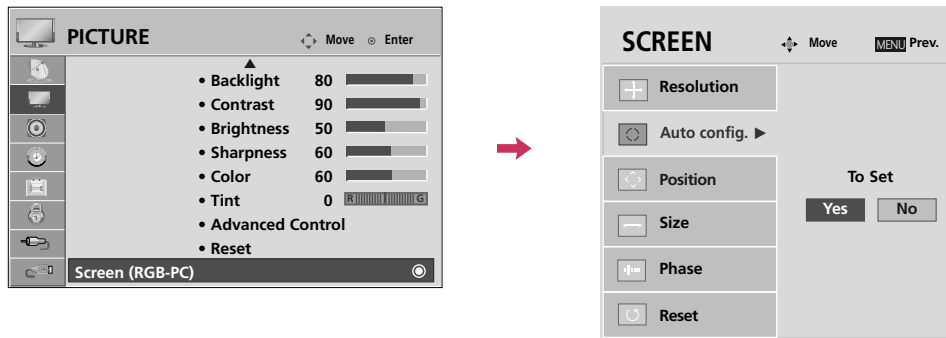 PICTURE
Move Enter
• Backlight 80
• Contrast 90
• Brightness 50
• Sharpness 60
• Color 60
• Tint 0 R G
• Advanced Control
• Reset
Screen (RGB-PC)
SCREEN
Move MENU Prev.
Resolution
Auto config. ►
Position
Size
Phase
Reset
To Set
Yes No